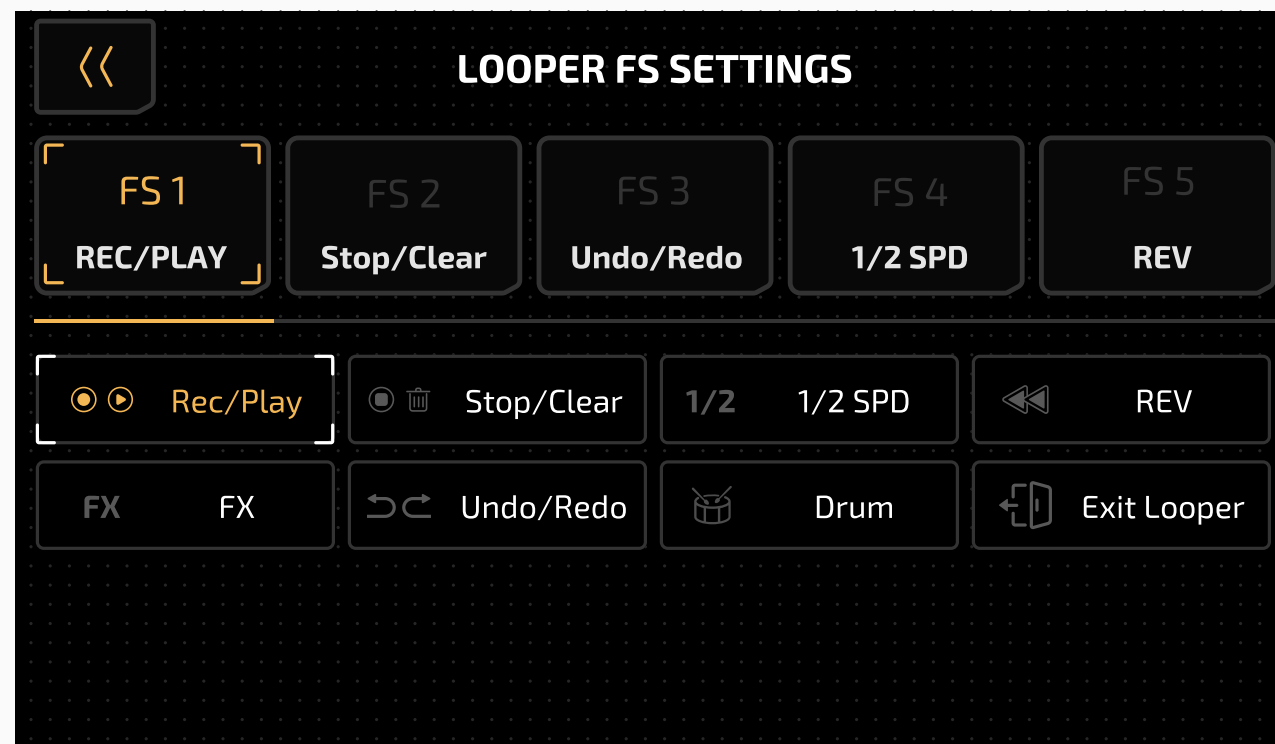 LOOPER FS SETTINGS
FS 1
REC/PLAY
FS 2
Stop/Clear
FS 3
Undo/Redo
FS 4
1/2 SPD
FS 5
REV
Rec/Play
Stop/Clear
1/2 1/2 SPD
REV
FX FX
Undo/Redo
Drum
Exit Looper